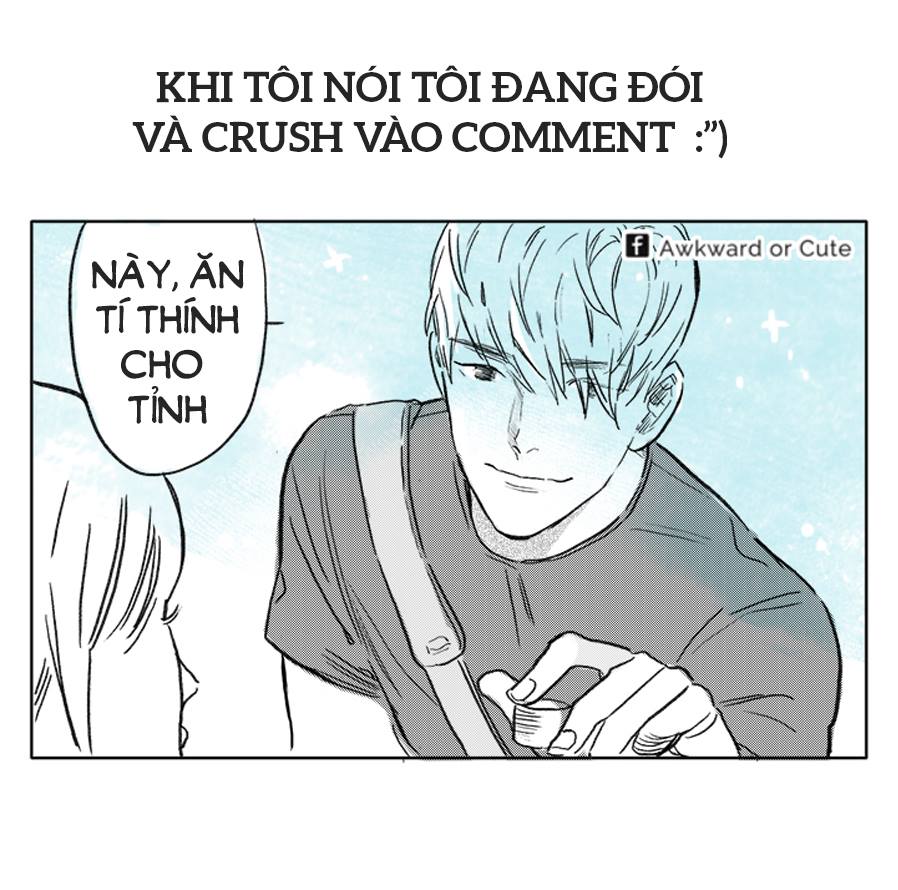 KHI TÔI NÓI TÔI ĐANG ĐÓI
VÀ CRUSH VÀO COMMENT :”)
f Awkward or Cute
NÀY, ĂN
TÍ THÍNH
CHO
TỈNH